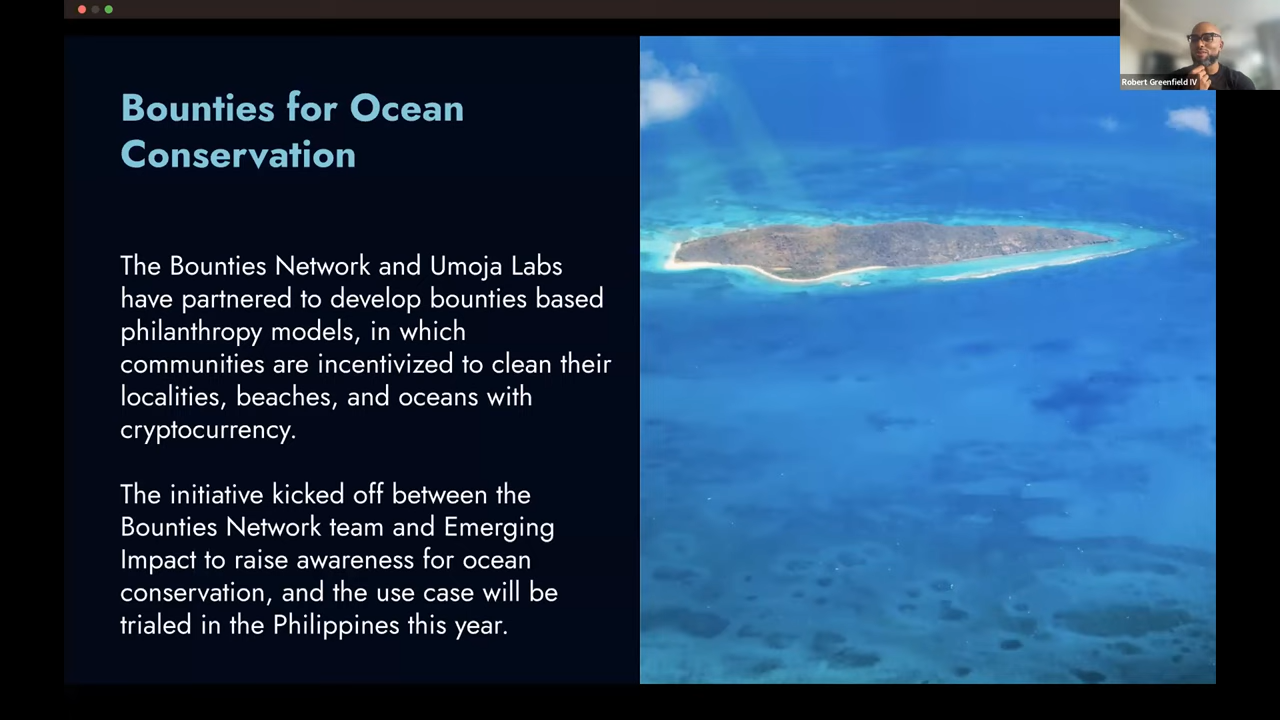 Robert Greenfield IV
Bounties for Ocean
Conservation
The Bounties Network and Umoja Labs
have partnered to develop bounties based
philanthropy models, in which
communities are incentivized to clean their
localities, beaches, and oceans with
cryptocurrency.
The initiative kicked off between the
Bounties Network team and Emerging
Impact to raise awareness for ocean
conservation, and the use case will be
trialed in the Philippines this year.